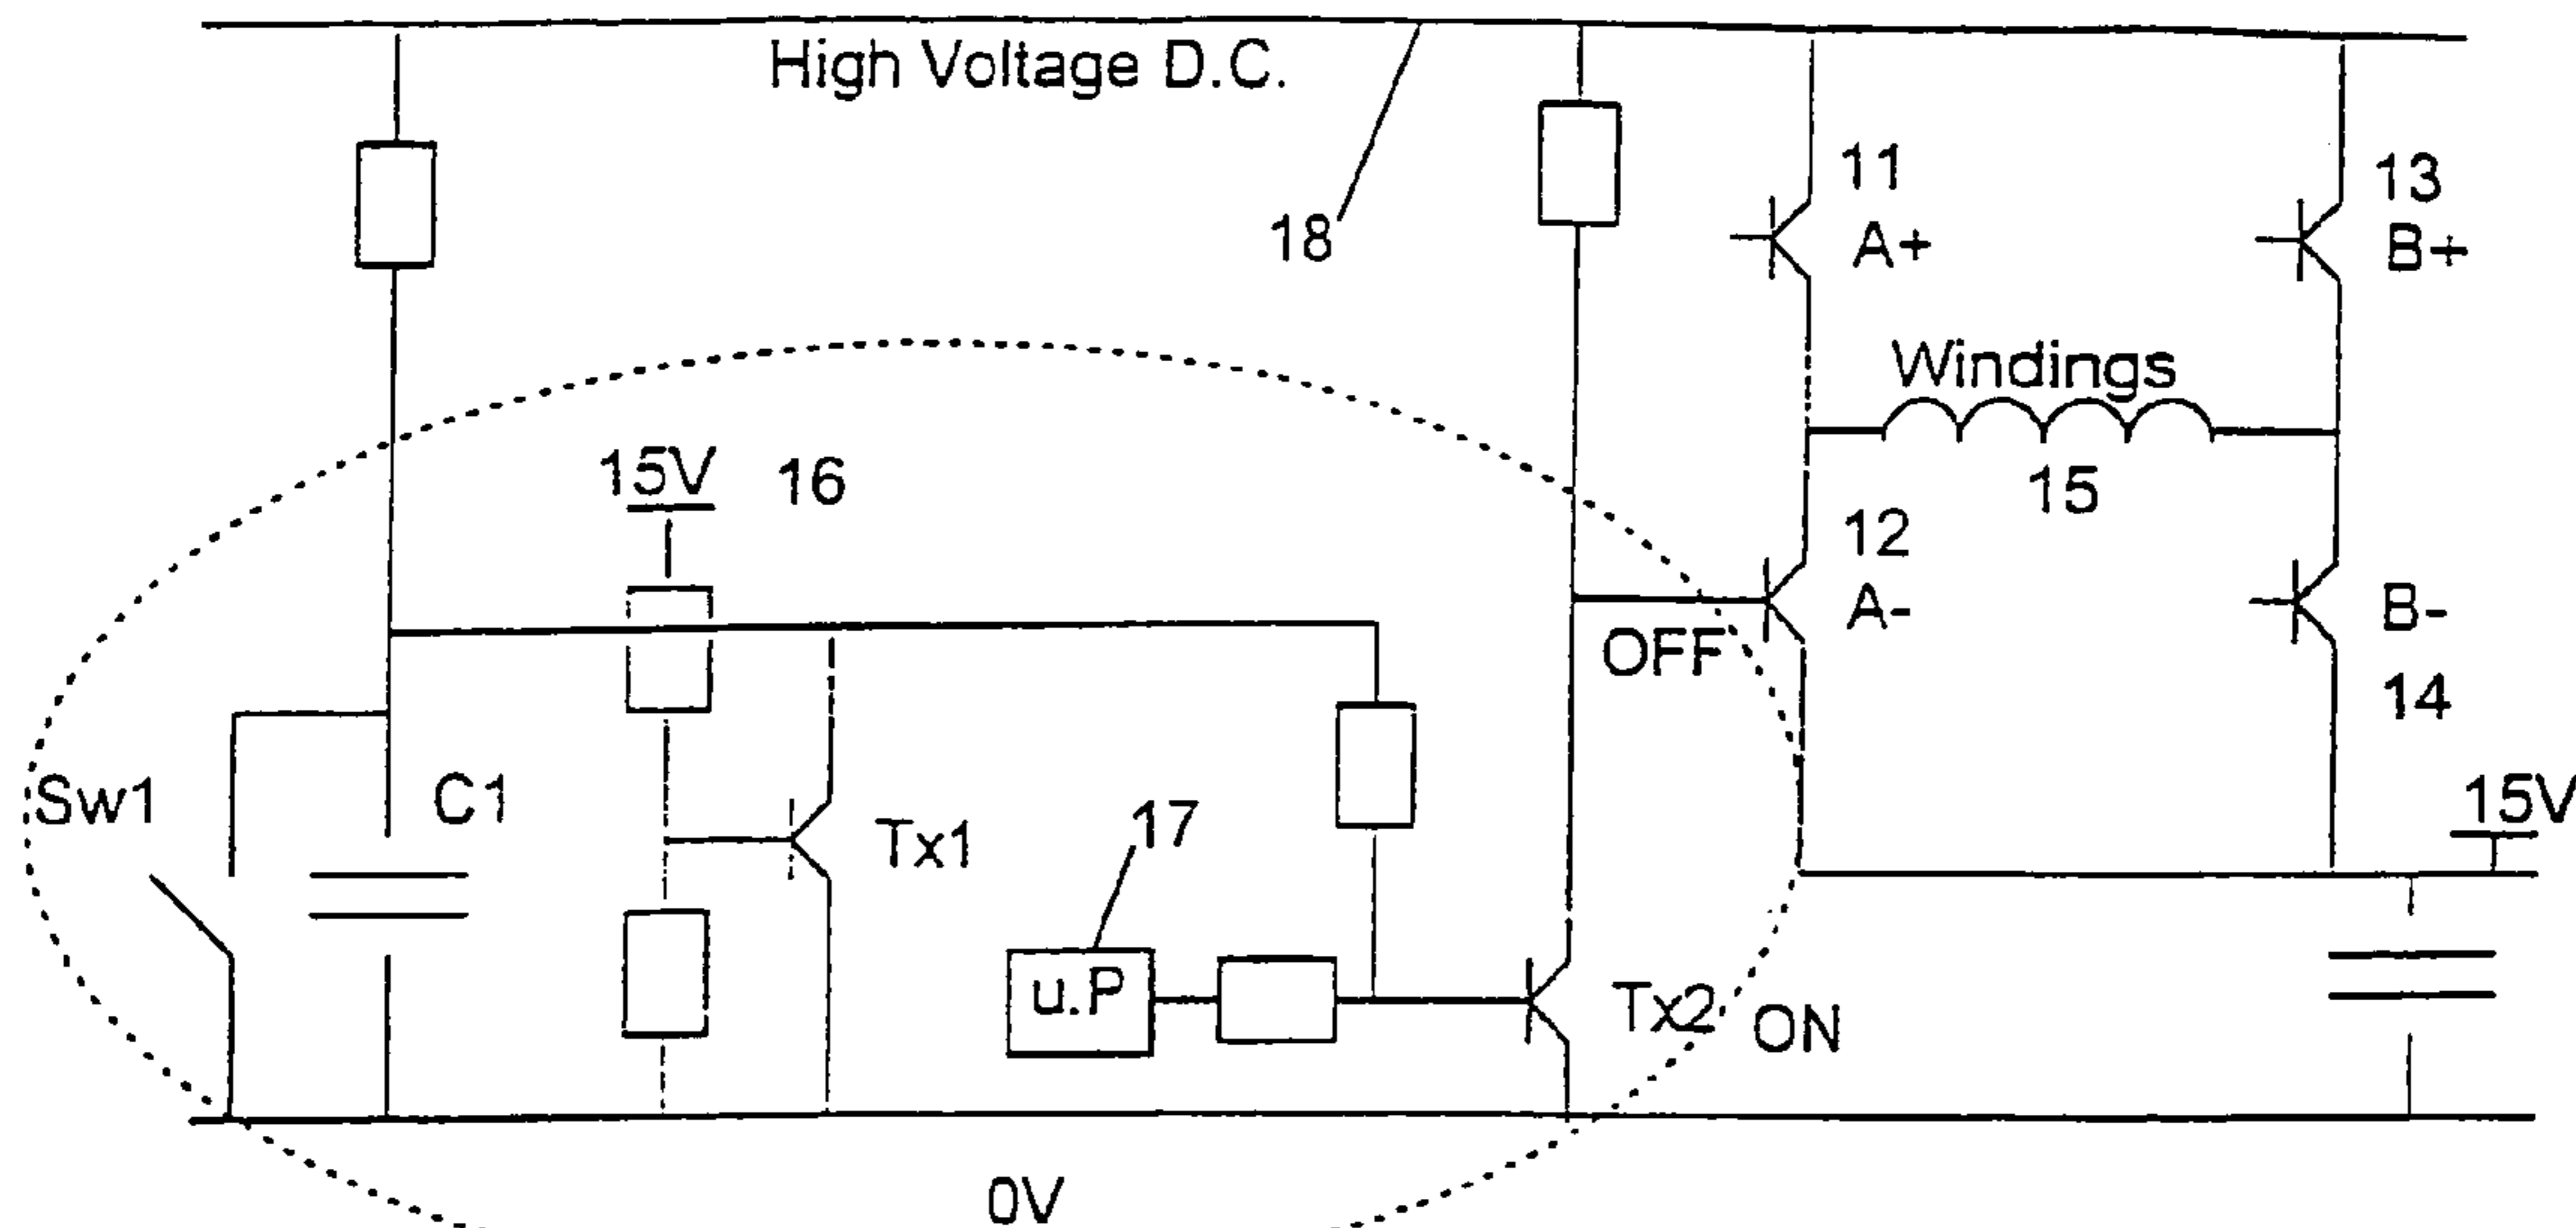 High Voltage D.C.
18
11
A+
13
B+
Windings
15
15V
16
12
A-
OFF
B-
14
Sw1
C1
Tx1
17
u.P
Tx2
ON
15V
0V